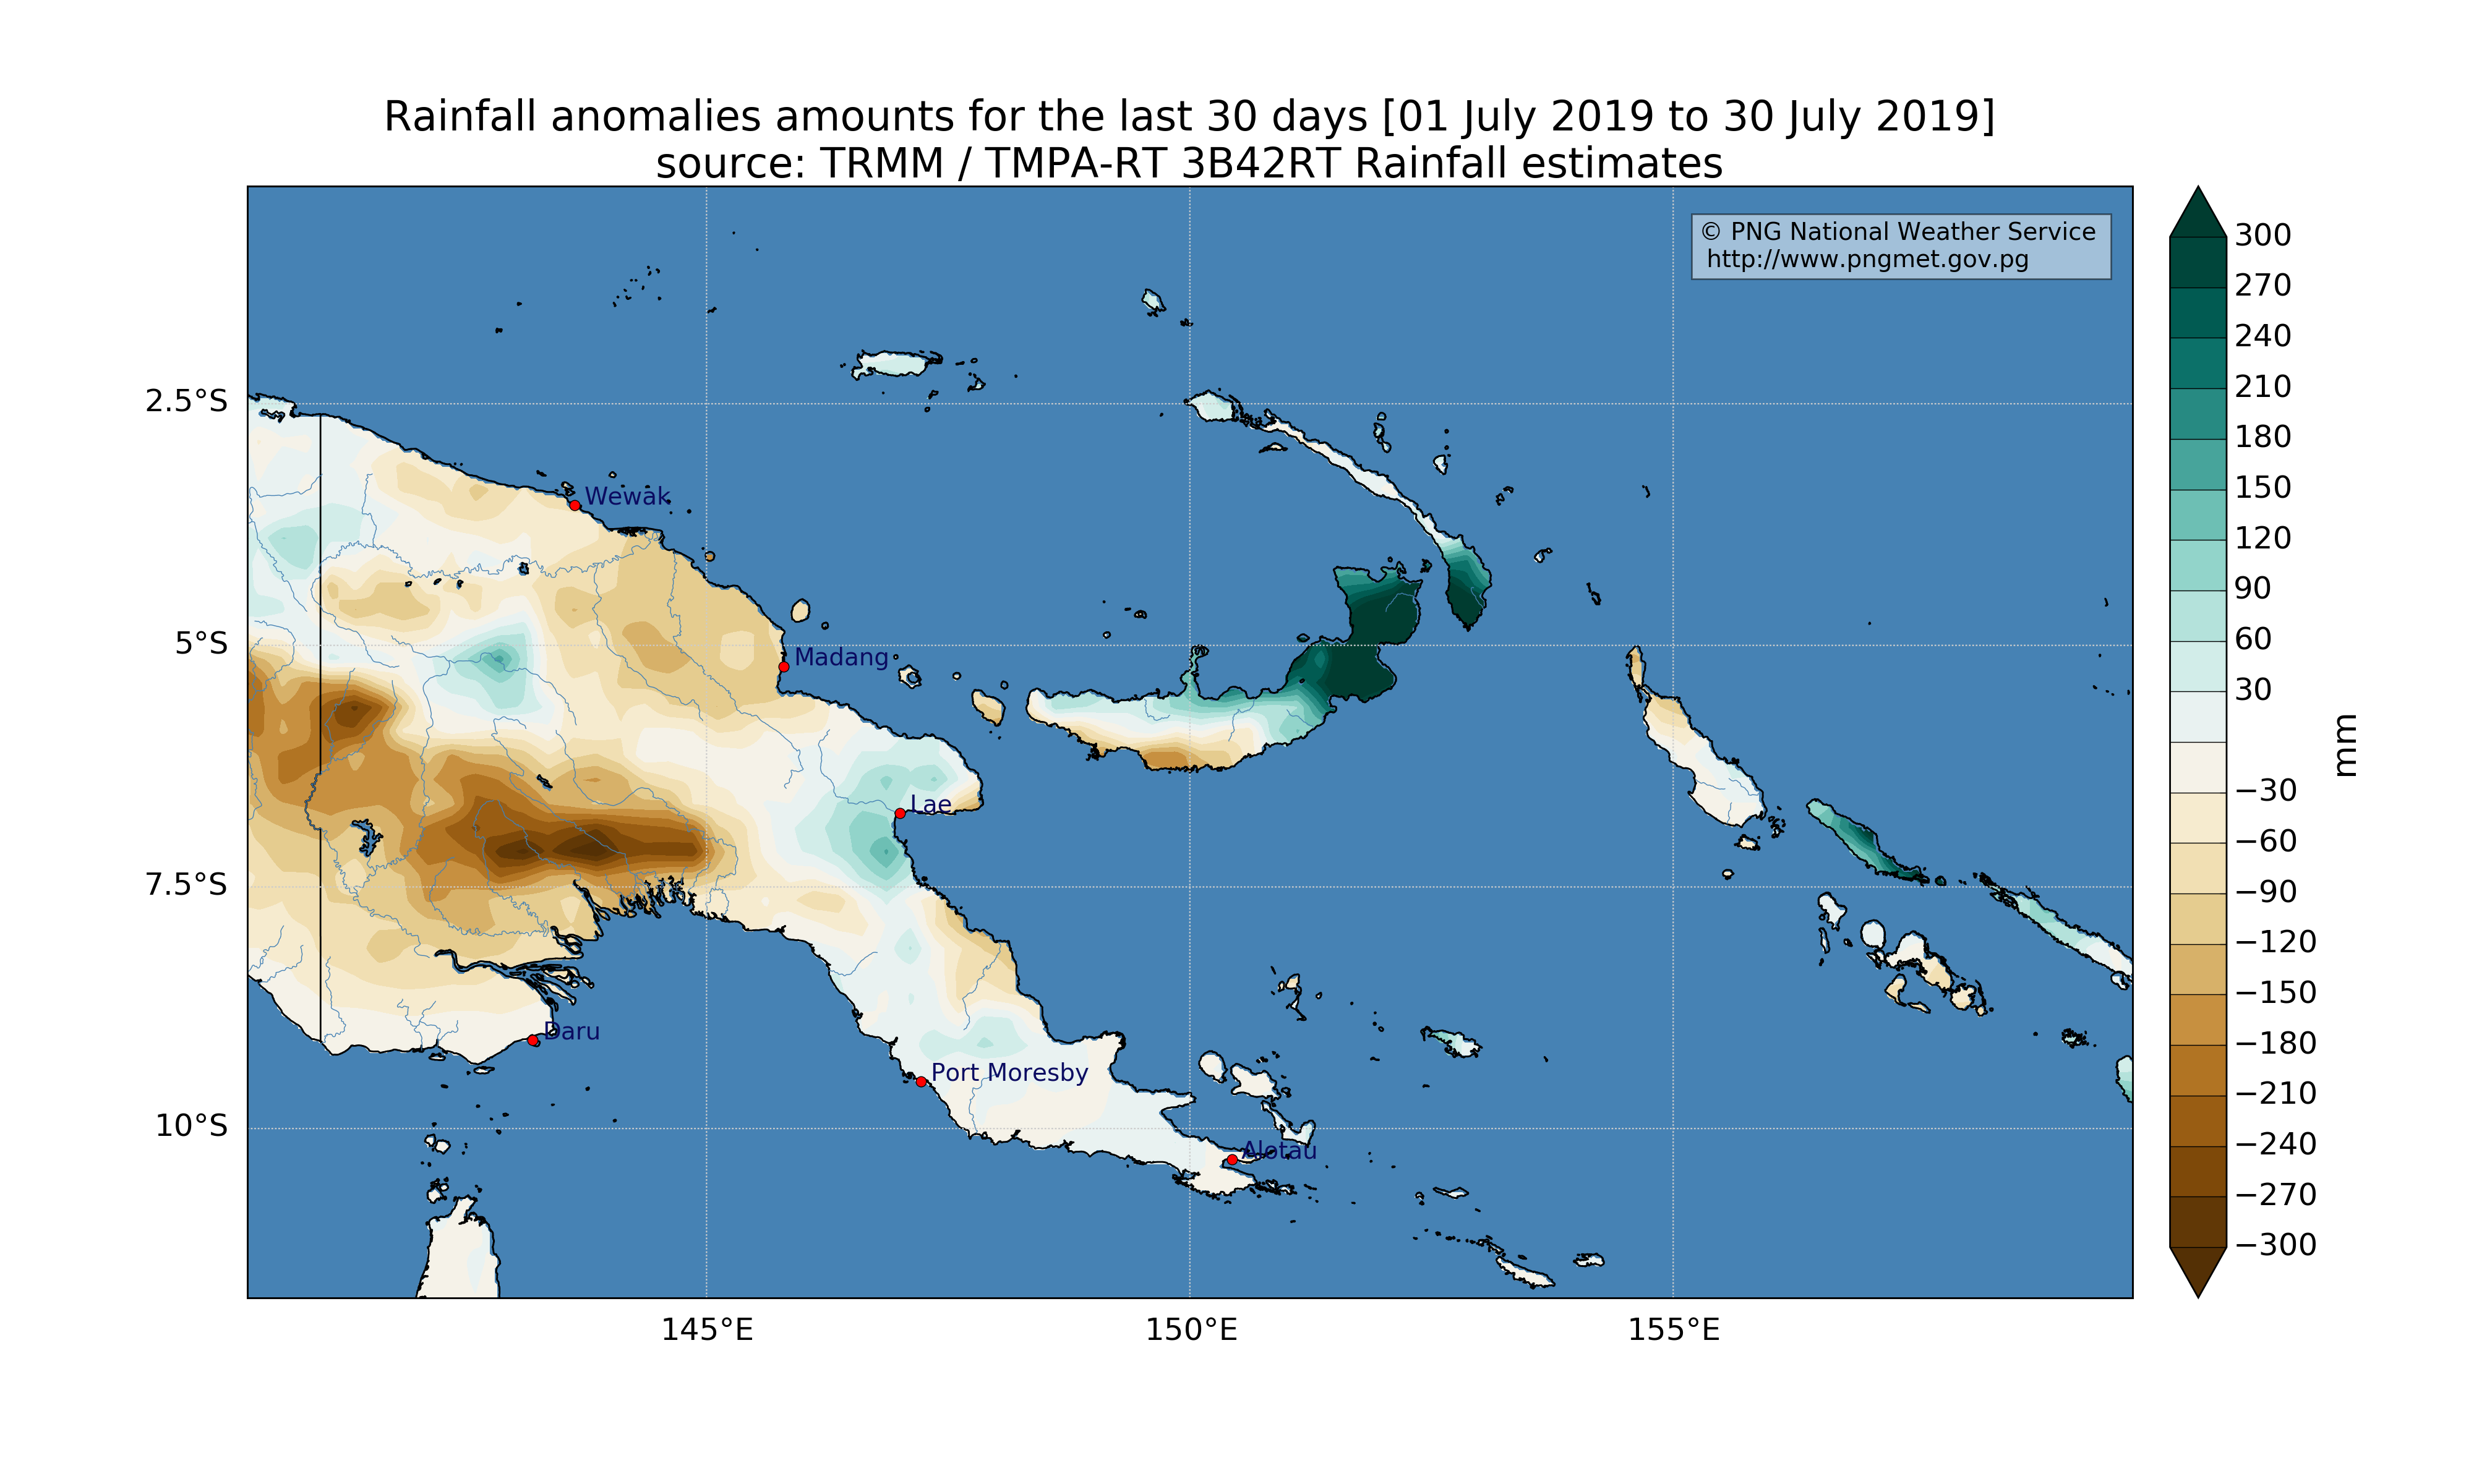 Rainfall anomalies amounts for the last 30 days [01 July 2019 to 30 July 2019]
source: TRMM / TMPA-RT 3B42RT Rainfall estimates
© PNG National Weather Service
http://www.pngmet.gov.pg
2.5°S
5°S
7.5°S
10°S
Wewak
Madang
Lae
Daru
Port Moresby
Alotau
145°E
150°E
155°E
300
270
240
210
180
150
120
90
60
30
−30
−60
−90
−120
−150
−180
−210
−240
−270
−300
mm